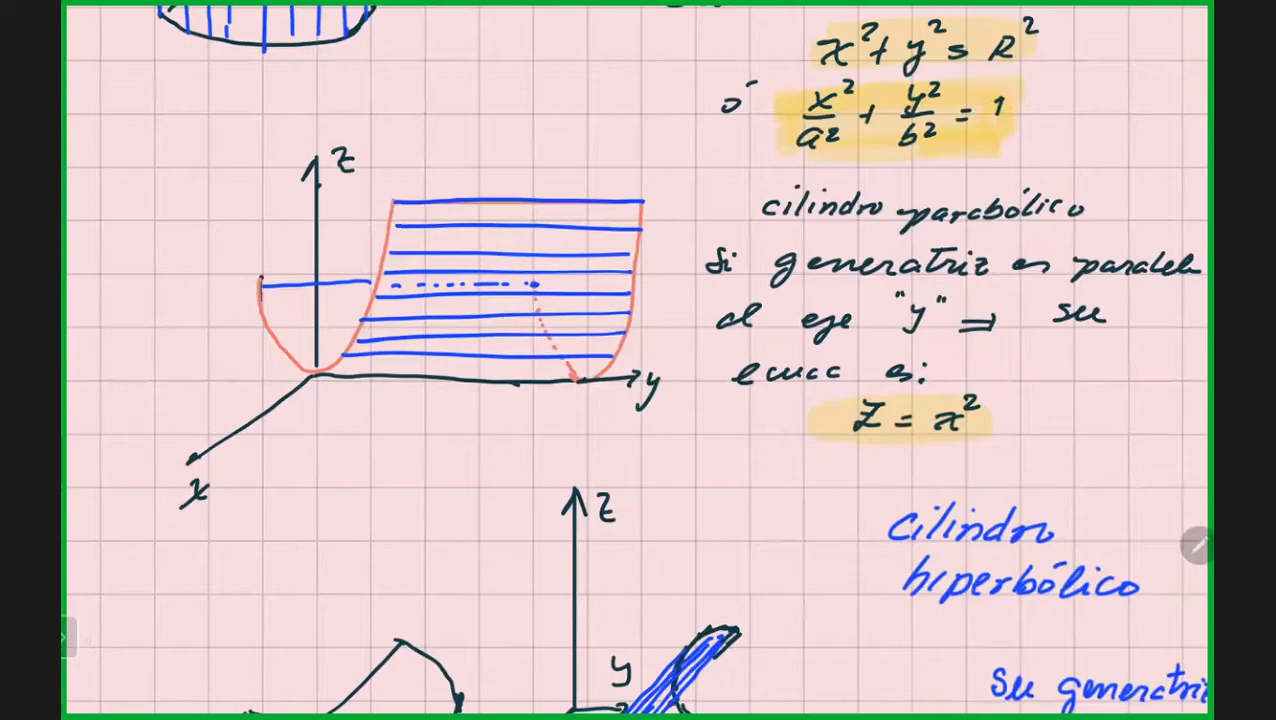 x² + y² = R²
ó x²/a² + y²/b² = 1
z
cilindro parabólico
Si generatriz es paralela
al eje "y" ⇒ su
ecuac es:
y
z = x²
x
z
cilindro
hiperbólico
y
su generatriz